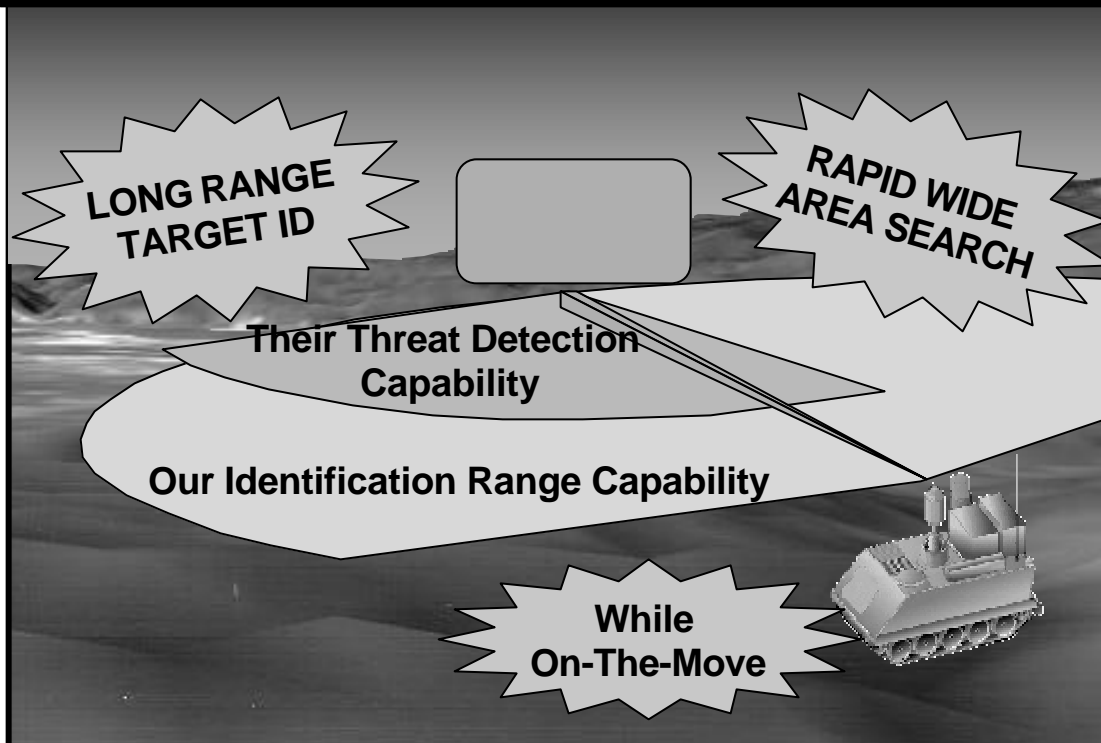 LONG RANGE
TARGET ID
RAPID WIDE
AREA SEARCH
Their Threat Detection
Capability
Our Identification Range Capability
While
On-The-Move